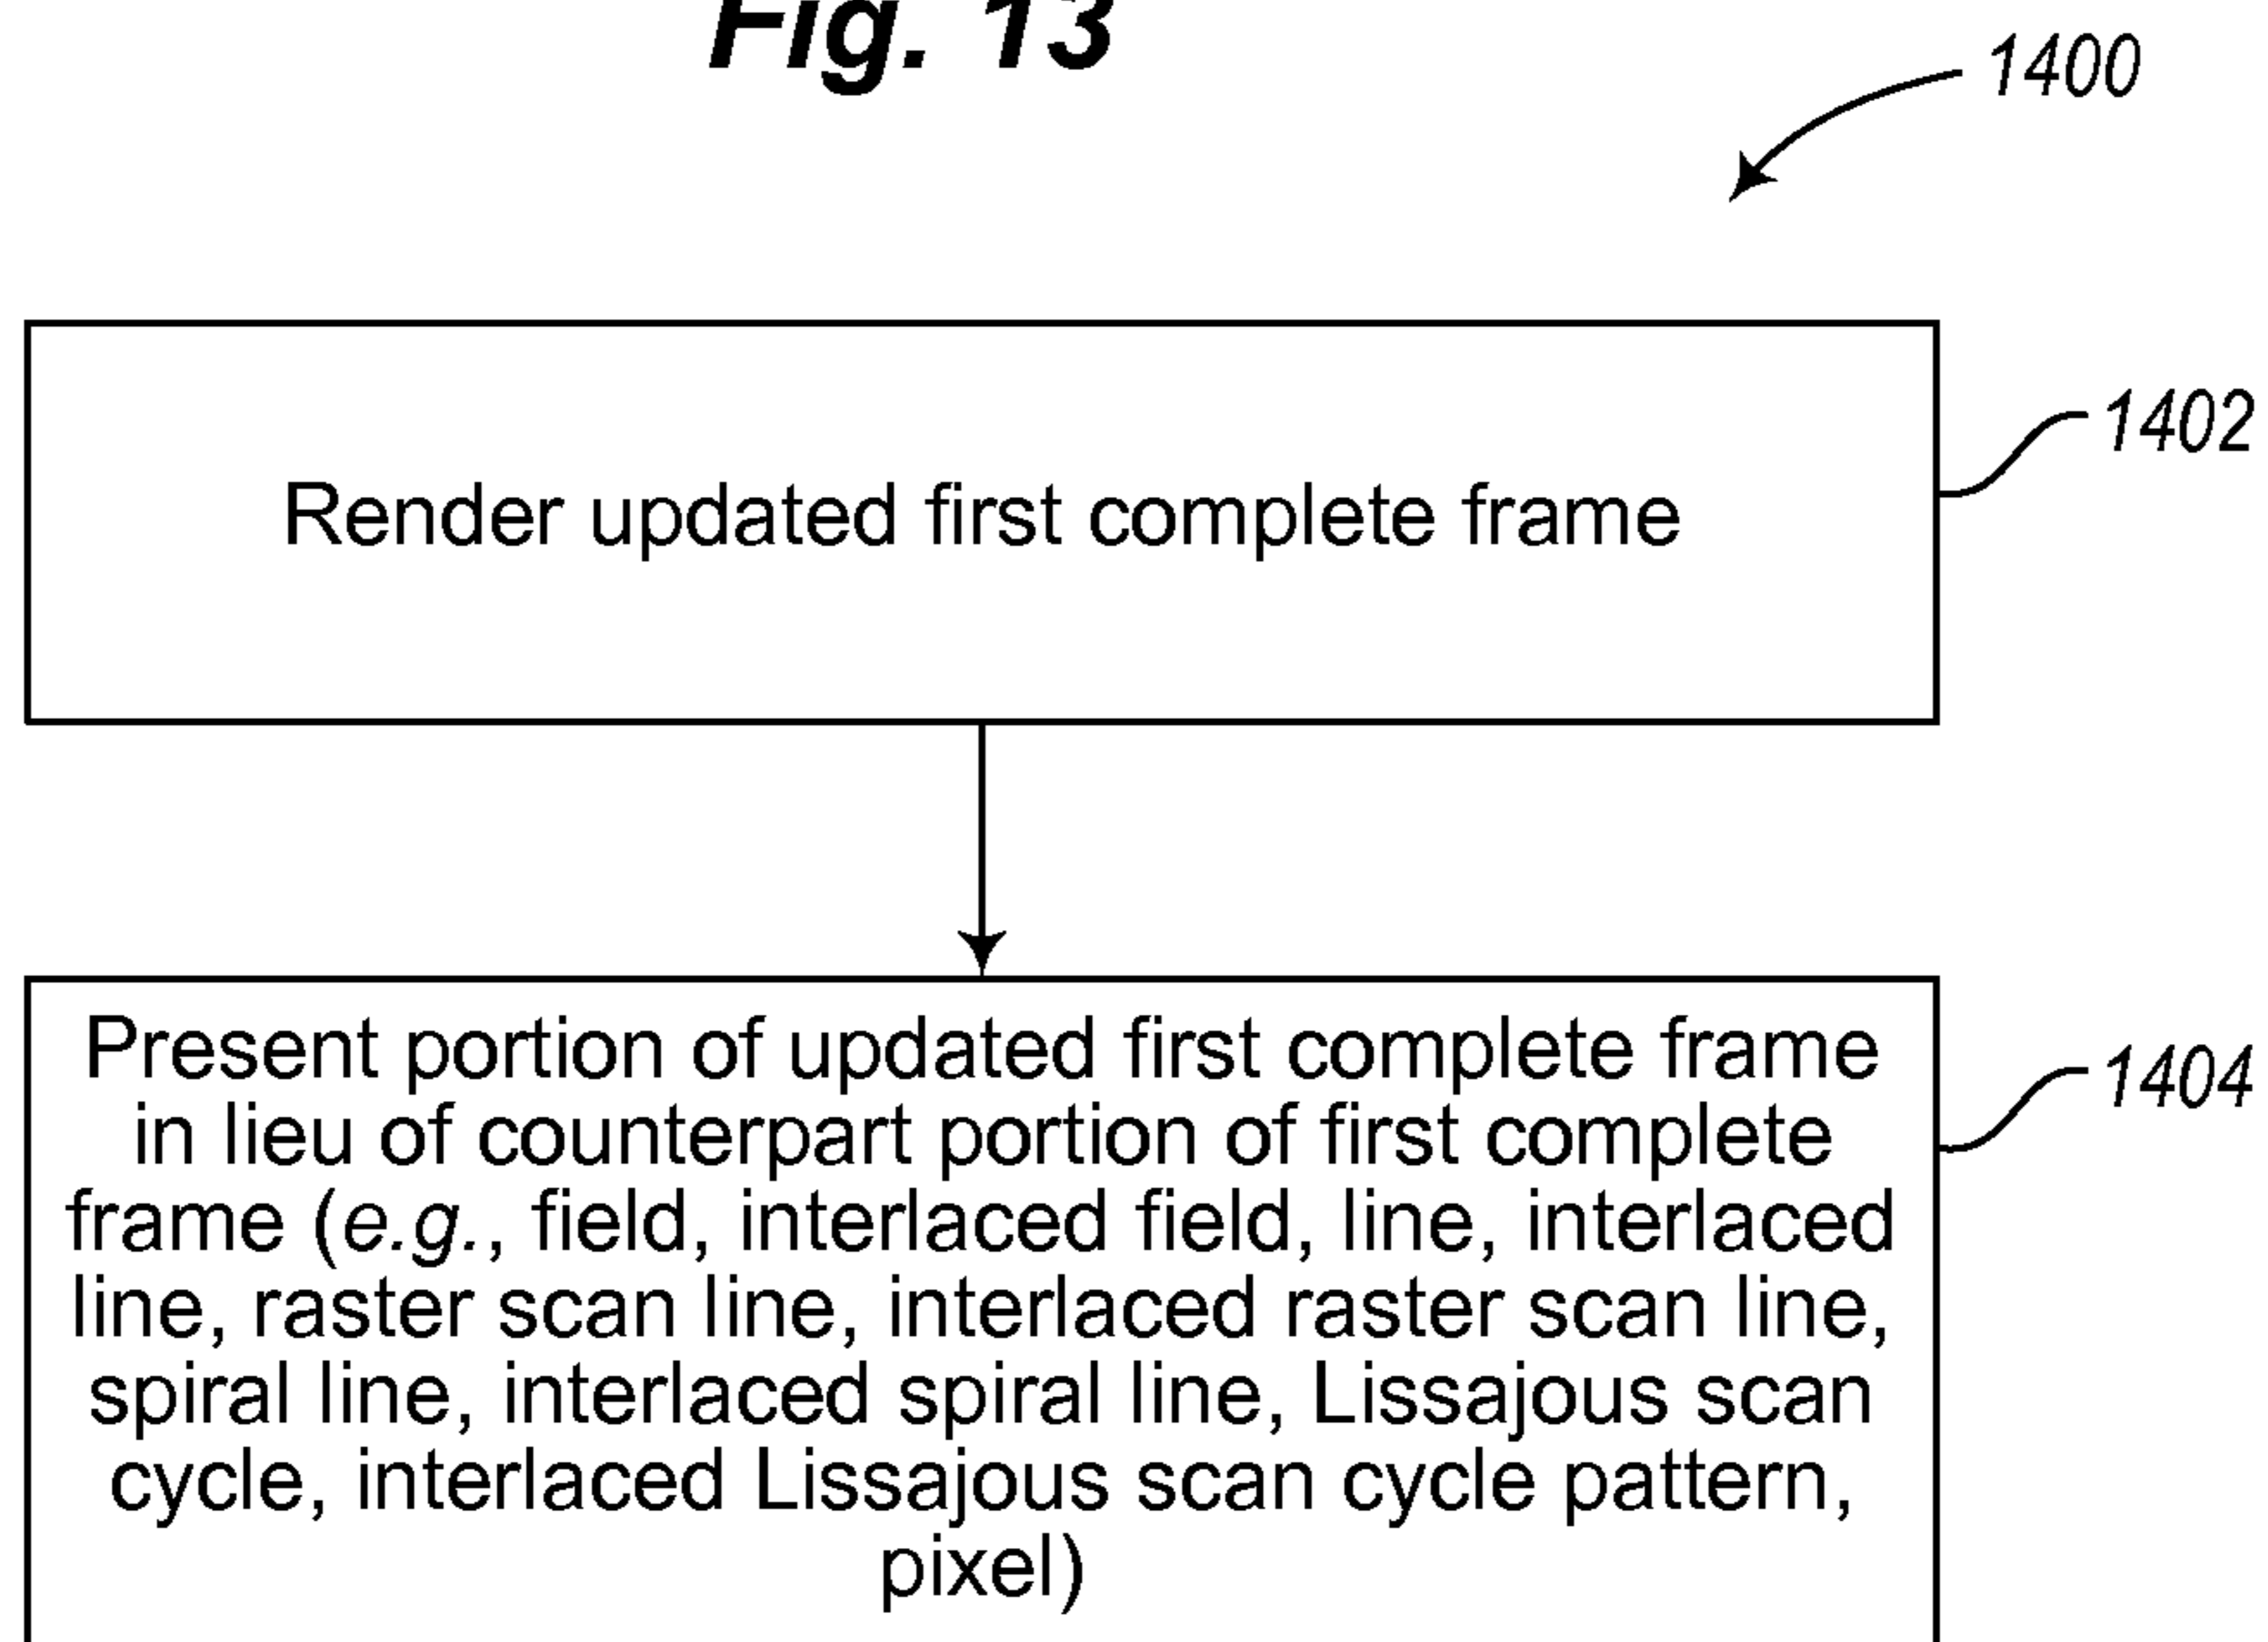 Fig. 13
1400
1402
Render updated first complete frame
Present portion of updated first complete frame
in lieu of counterpart portion of first complete
frame (e.g., field, interlaced field, line, interlaced
line, raster scan line, interlaced raster scan line,
spiral line, interlaced spiral line, Lissajous scan
cycle, interlaced Lissajous scan cycle pattern,
pixel)
1404